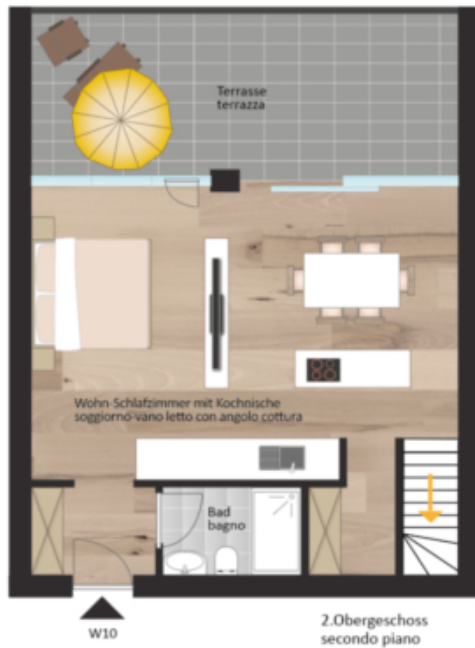 Terrasse
terrazza
Wohn-Schlafzimmer mit Kochnische
soggiorno-vano letto con angolo cottura
Bad
bagno
W10
2.Obergeschoss
secondo piano